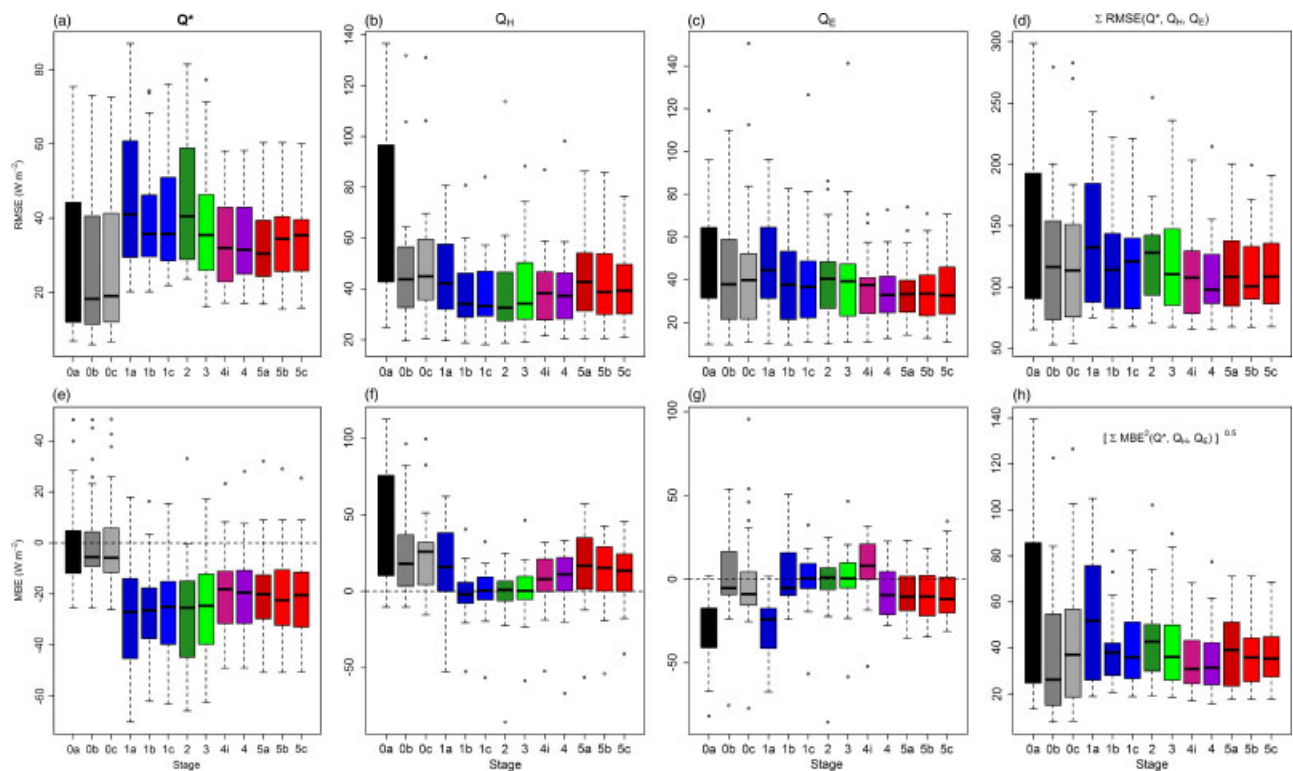 (a) Q*
(b) Q_H
(c) Q_E
(d) Σ RMSE(Q*, Q_H, Q_E)
RMSE (W m⁻²)
80
60
40
20
140
120
100
80
60
40
20
140
120
100
80
60
40
20
300
250
200
150
100
50
0a 0b 0c 1a 1b 1c 2 3 4i 4 5a 5b 5c
0a 0b 0c 1a 1b 1c 2 3 4i 4 5a 5b 5c
0a 0b 0c 1a 1b 1c 2 3 4i 4 5a 5b 5c
0a 0b 0c 1a 1b 1c 2 3 4i 4 5a 5b 5c
(e)
(f)
(g)
(h)
[ Σ MBE²(Q*, Q_H, Q_E) ] ^0.5
MBE (W m⁻²)
40
20
0
-20
-40
-60
100
50
0
-50
100
50
0
-50
140
120
100
80
60
40
20
0a 0b 0c 1a 1b 1c 2 3 4i 4 5a 5b 5c
0a 0b 0c 1a 1b 1c 2 3 4i 4 5a 5b 5c
0a 0b 0c 1a 1b 1c 2 3 4i 4 5a 5b 5c
0a 0b 0c 1a 1b 1c 2 3 4i 4 5a 5b 5c
Stage
Stage